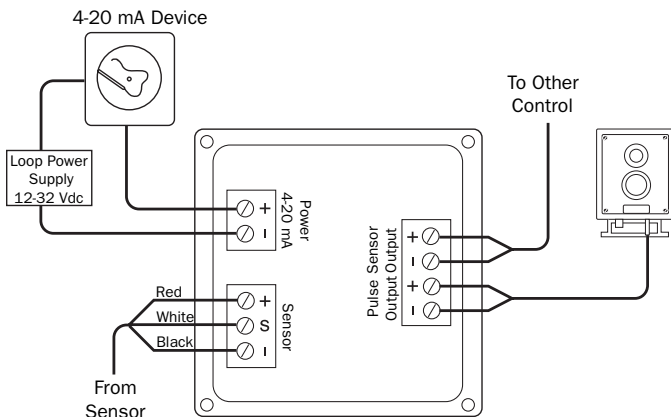 4-20 mA Device
To Other
Control
Loop Power
Supply
12-32 Vdc
+
-
Power
4-20 mA
Pulse Sensor
Output Output
+
-
+
-
Red
White
Black
+
S
-
Sensor
From
Sensor